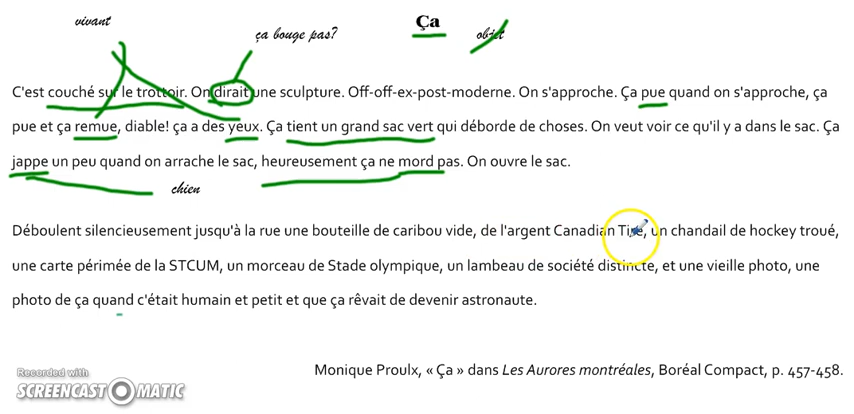 vivant
Ça
ça bouge pas?
objet
C'est couché sur le trottoir. On dirait une sculpture. Off-off-ex-post-moderne. On s'approche. Ça pue quand on s'approche, ça
pue et ça remue, diable! ça a des yeux. Ça tient un grand sac vert qui déborde de choses. On veut voir ce qu'il y a dans le sac. Ça
jappe un peu quand on arrache le sac, heureusement ça ne mord pas. On ouvre le sac.
chien
Déboulent silencieusement jusqu'à la rue une bouteille de caribou vide, de l'argent Canadian Tire, un chandail de hockey troué,
une carte périmée de la STCUM, un morceau de Stade olympique, un lambeau de société distincte, et une vieille photo, une
photo de ça quand c'était humain et petit et que ça rêvait de devenir astronaute.
Monique Proulx, « Ça » dans Les Aurores montréales, Boréal Compact, p. 457-458.
Recorded with
SCREENCAST-O-MATIC